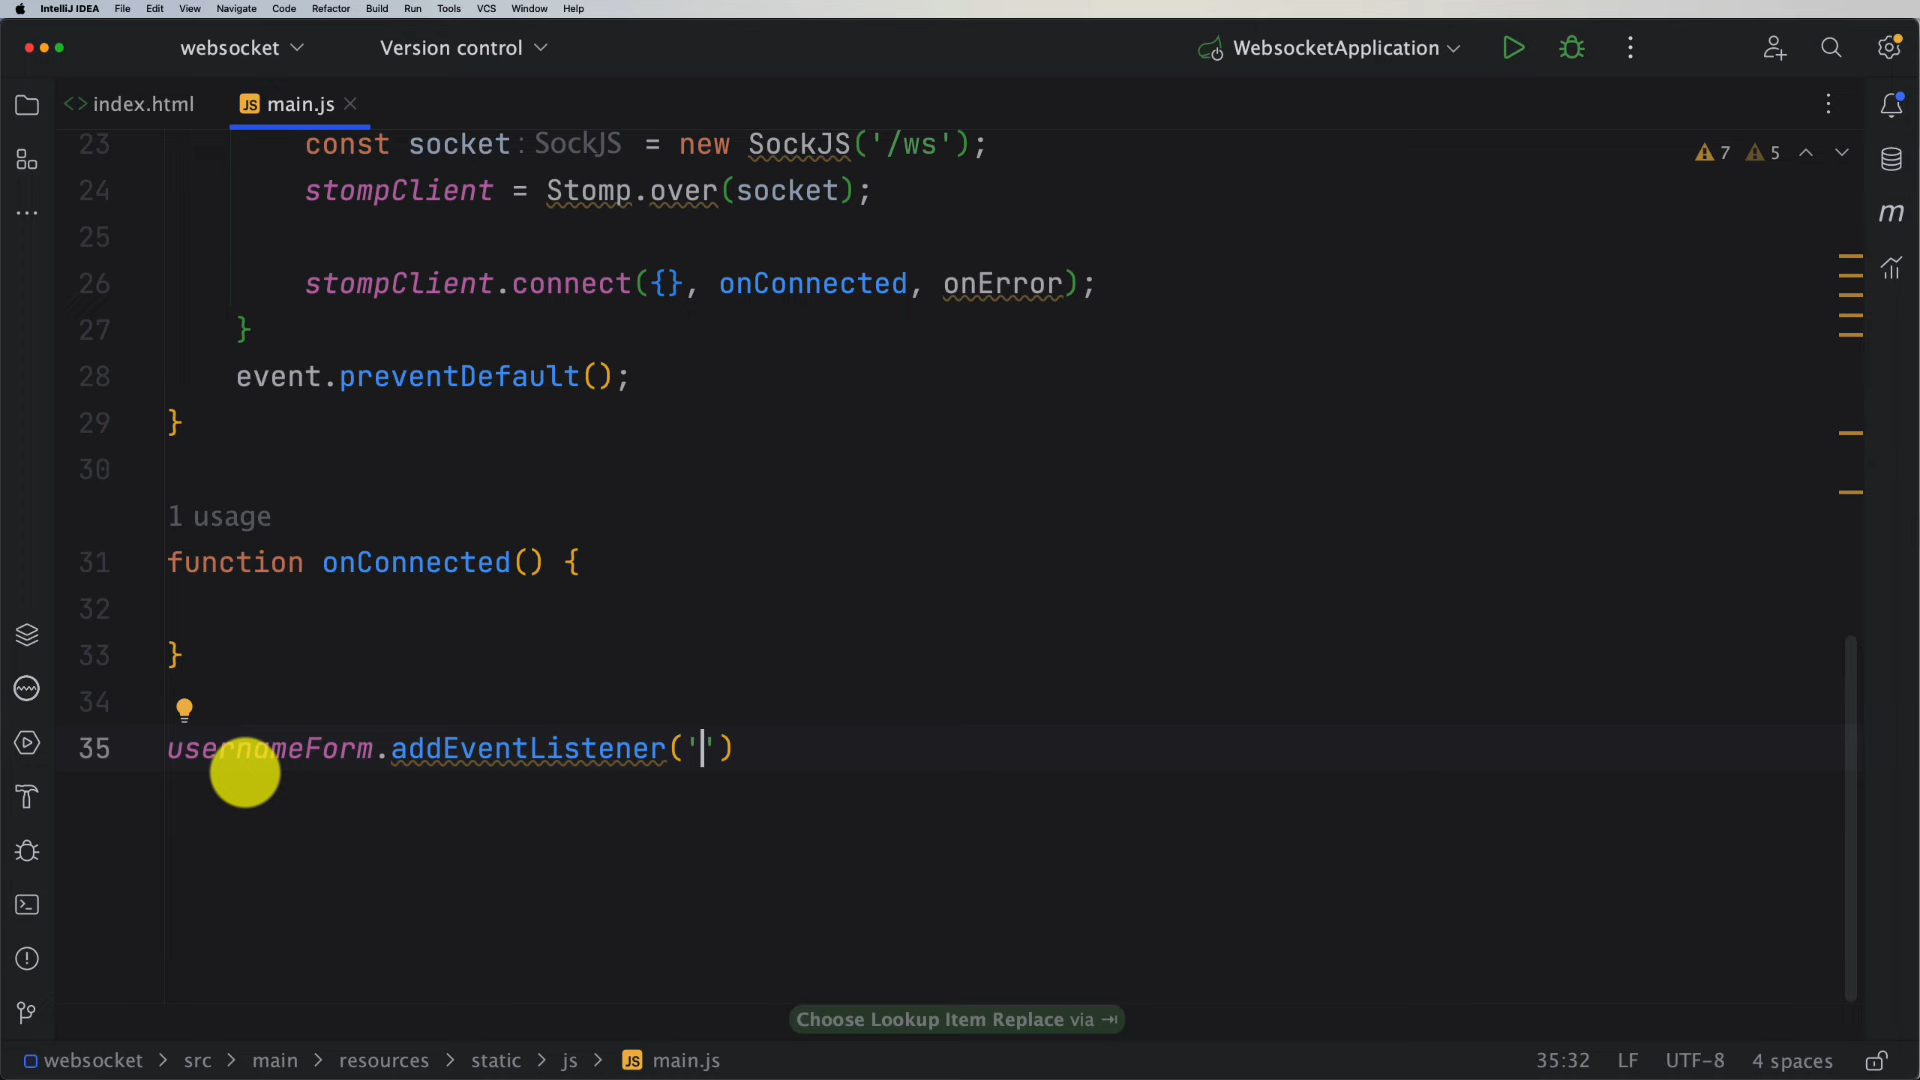 IntelliJ IDEA File Edit View Navigate Code Refactor Build Run Tools VCS Window Help
websocket Version control WebsocketApplication
index.html JS main.js
23 const socket: SockJS = new SockJS('/ws');
7 5
24 stompClient = Stomp.over(socket);
25
26 stompClient.connect({}, onConnected, onError);
27 }
28 event.preventDefault();
29 }
30
1 usage
31 function onConnected() {
32
33 }
34
35 usernameForm.addEventListener('')
Choose Lookup Item Replace via
websocket > src > main > resources > static > js > JS main.js 35:32 LF UTF-8 4 spaces